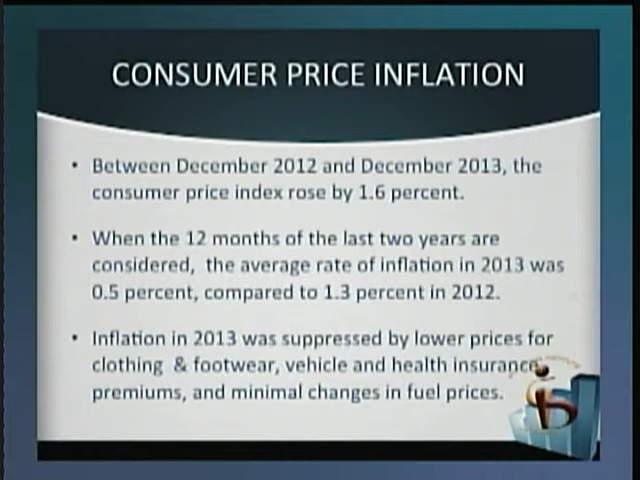 CONSUMER PRICE INFLATION
• Between December 2012 and December 2013, the
consumer price index rose by 1.6 percent.
• When the 12 months of the last two years are
considered, the average rate of inflation in 2013 was
0.5 percent, compared to 1.3 percent in 2012.
• Inflation in 2013 was suppressed by lower prices for
clothing & footwear, vehicle and health insurance
premiums, and minimal changes in fuel prices.